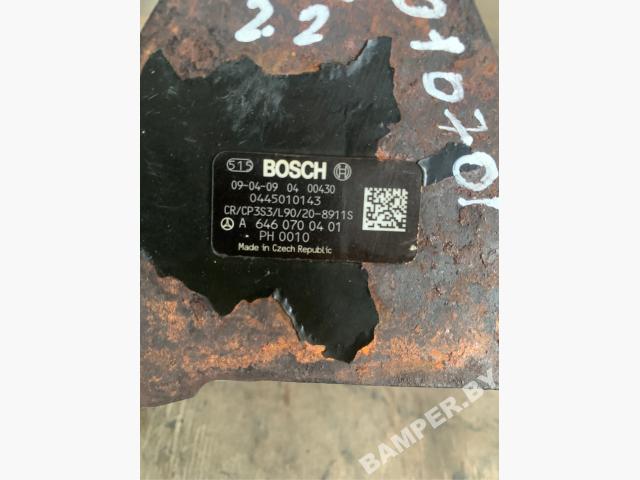 2.2
010701
515 BOSCH
09-04-09 04 00430
0445010143
CR/CP3S3/L90/20-8911S
A 646 070 04 01
PH 0010
Made in Czech Republic
BAMPER.BY